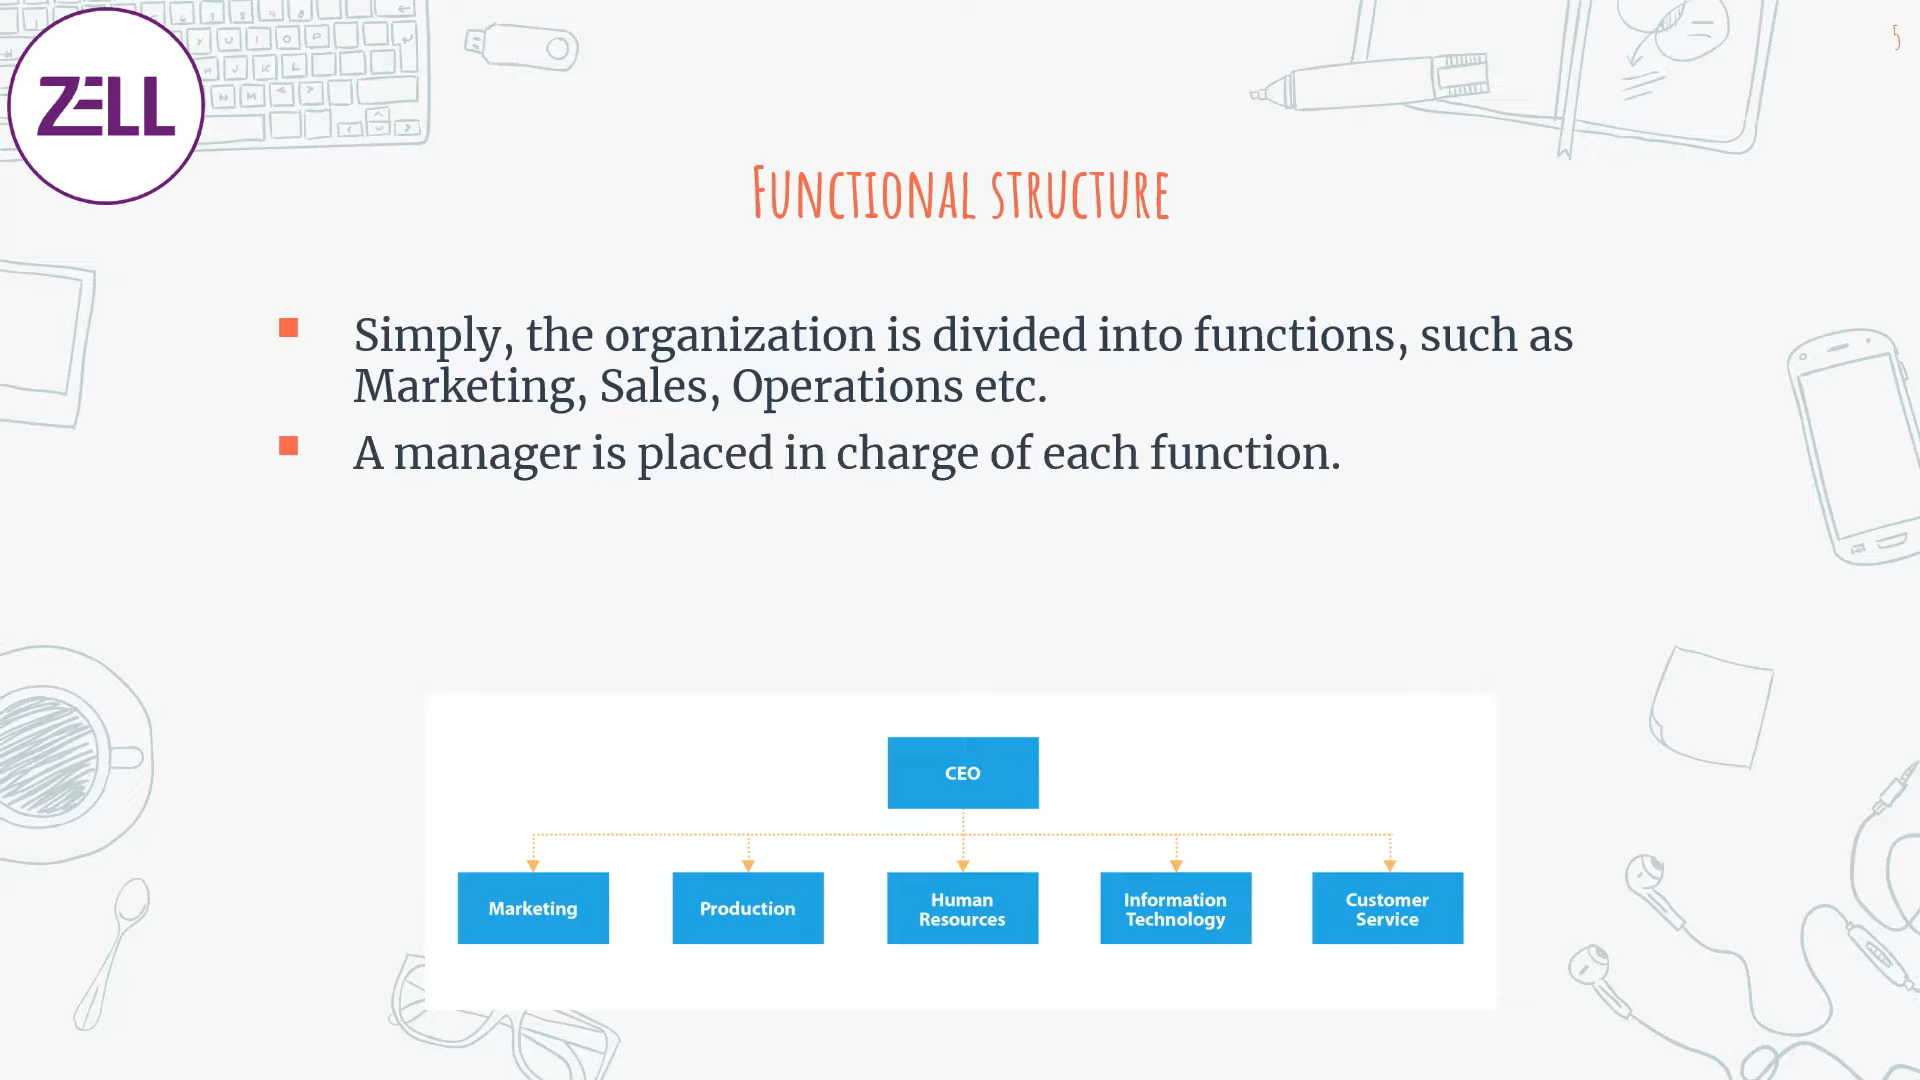 ZELL
5
Functional structure
Simply, the organization is divided into functions, such as
Marketing, Sales, Operations etc.
A manager is placed in charge of each function.
CEO
Marketing
Production
Human
Resources
Information
Technology
Customer
Service